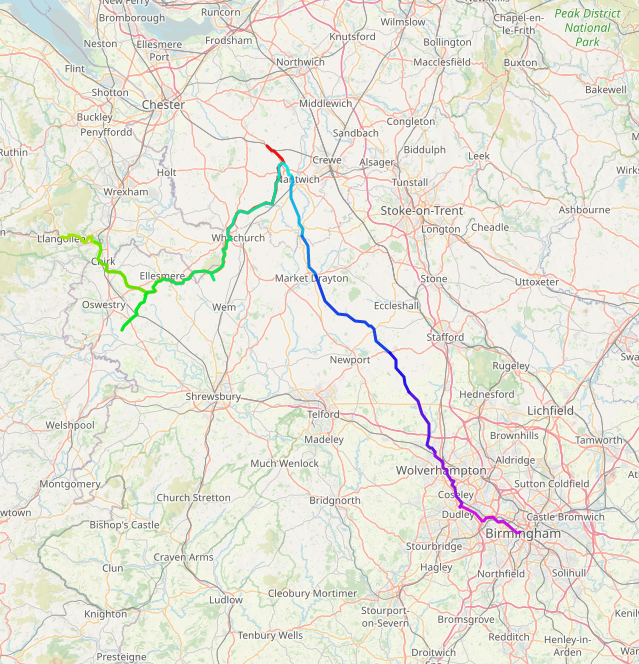 New Ferry
Runcorn
Wilmslow
Bromborough
Chapel-en-
le-Frith
Peak District
National
Park
Neston
Ellesmere
Port
Frodsham
Knutsford
Bollington
Flint
Northwich
Macclesfield
Buxton
Shotton
Chester
Bakewell
Middlewich
Buckley
Penyffordd
Congleton
Sandbach
Ruthin
Biddulph
Holt
Crewe
Alsager
Leek
Nantwich
Tunstall
Wrexham
Stoke-on-Trent
Ashbourne
Llangollen
Whitchurch
Longton
Cheadle
Chirk
Ellesmere
Market Drayton
Stone
Uttoxeter
Oswestry
Wem
Eccleshall
Stafford
Newport
Rugeley
Shrewsbury
Hednesford
Telford
Lichfield
Welshpool
Madeley
Brownhills
Tamworth
Much Wenlock
Aldridge
Wolverhampton
Montgomery
Sutton Coldfield
Church Stretton
Bridgnorth
Coseley
Newtown
Dudley
Castle Bromwich
Bishop's Castle
Birmingham
Stourbridge
Craven Arms
Clun
Hagley
Northfield
Solihull
Cleobury Mortimer
Ludlow
Knighton
Stourport-
on-Severn
Bromsgrove
Redditch
Tenbury Wells
Henley-in-
Arden
Presteigne
Droitwich